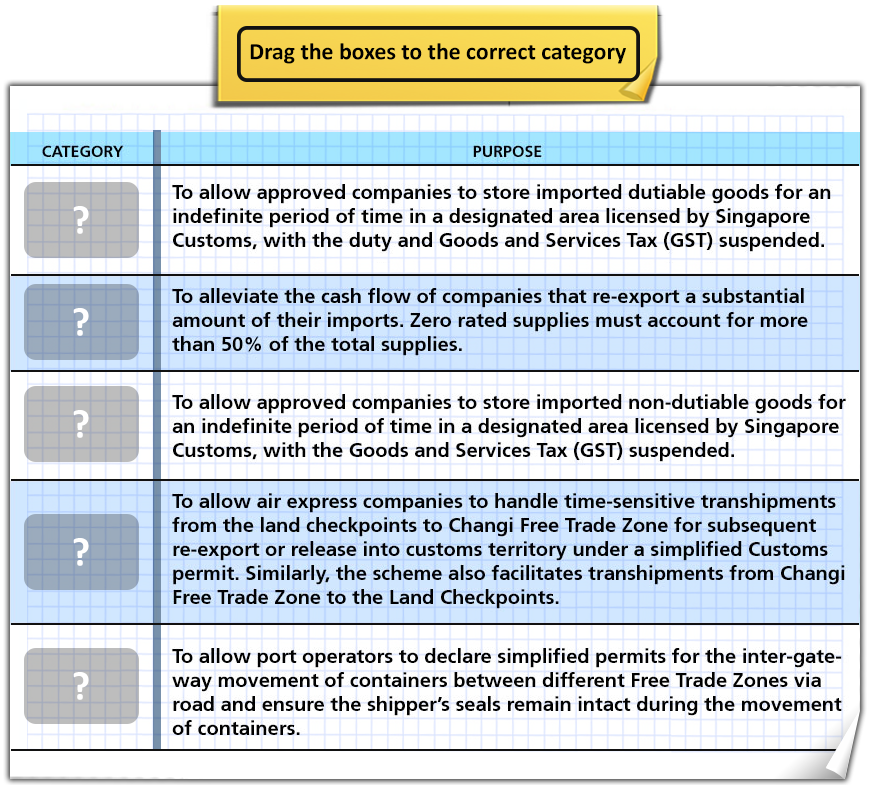 Drag the boxes to the correct category
CATEGORY
PURPOSE
?
To allow approved companies to store imported dutiable goods for an
indefinite period of time in a designated area licensed by Singapore
Customs, with the duty and Goods and Services Tax (GST) suspended.
?
To alleviate the cash flow of companies that re-export a substantial
amount of their imports. Zero rated supplies must account for more
than 50% of the total supplies.
?
To allow approved companies to store imported non-dutiable goods for
an indefinite period of time in a designated area licensed by Singapore
Customs, with the Goods and Services Tax (GST) suspended.
?
To allow air express companies to handle time-sensitive transhipments
from the land checkpoints to Changi Free Trade Zone for subsequent
re-export or release into customs territory under a simplified Customs
permit. Similarly, the scheme also facilitates transhipments from Changi
Free Trade Zone to the Land Checkpoints.
?
To allow port operators to declare simplified permits for the inter-gate-
way movement of containers between different Free Trade Zones via
road and ensure the shipper's seals remain intact during the movement
of containers.